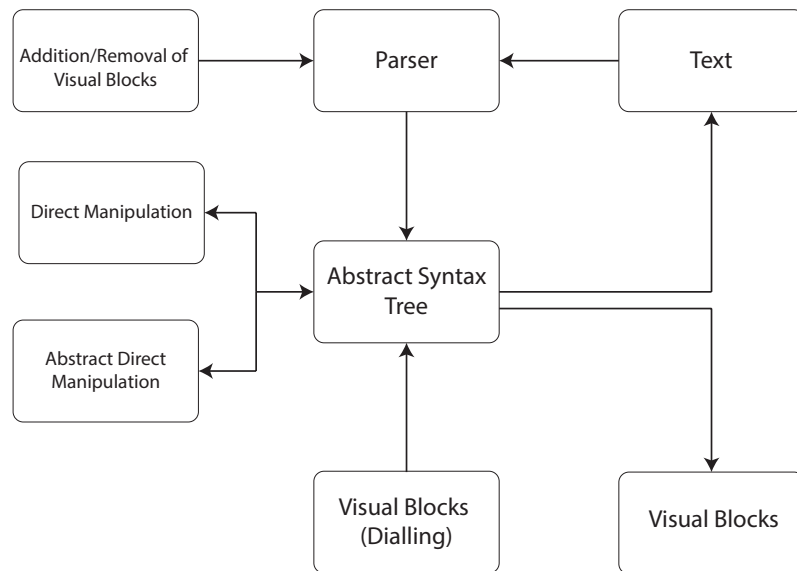 Addition/Removal of
Visual Blocks
Parser
Text
Direct Manipulation
Abstract Syntax
Tree
Abstract Direct
Manipulation
Visual Blocks
(Dialling)
Visual Blocks